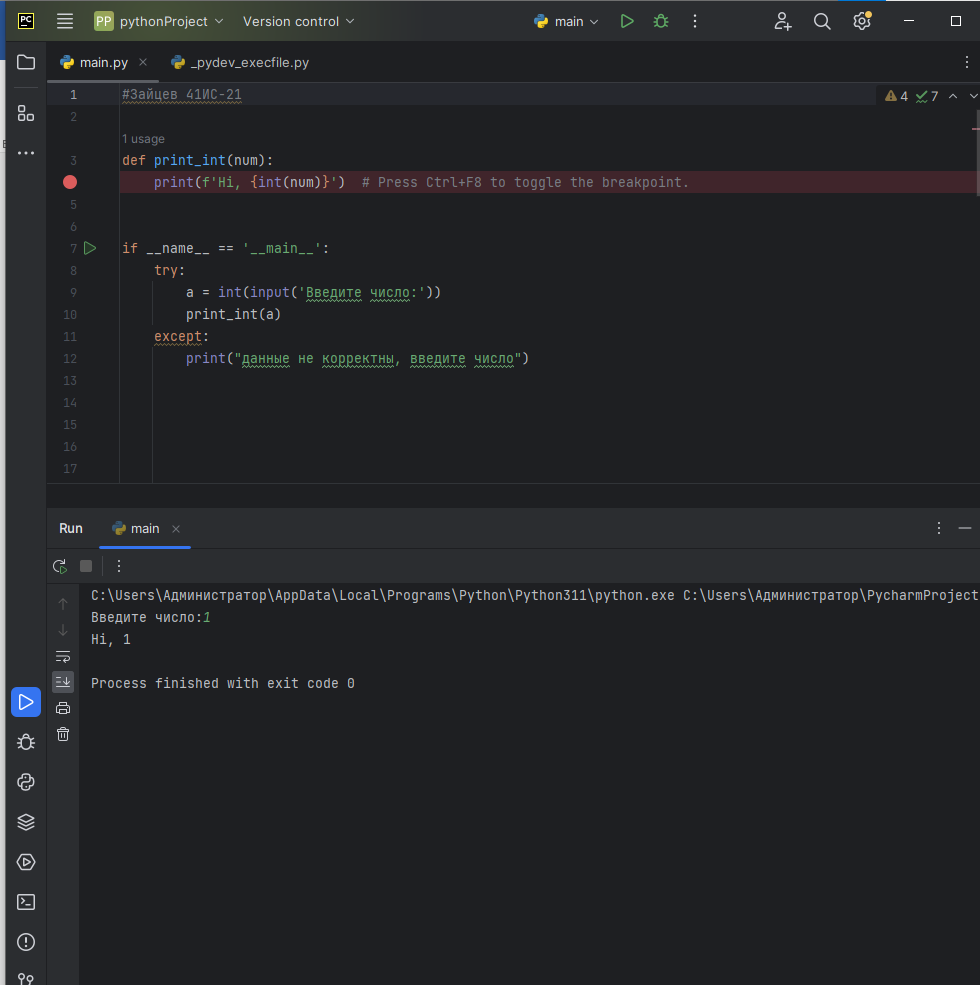 PC
PP pythonProject Version control main
main.py _pydev_execfile.py
1 #Зайцев 41ИС-21 4 7
2
1 usage
3 def print_int(num):
print(f'Hi, {int(num)}') # Press Ctrl+F8 to toggle the breakpoint.
5
6
7 if __name__ == '__main__':
8 try:
9 a = int(input('Введите число:'))
10 print_int(a)
11 except:
12 print("данные не корректны, введите число")
13
14
15
16
17
Run main
C:\Users\Администратор\AppData\Local\Programs\Python\Python311\python.exe C:\Users\Администратор\PycharmProject
Введите число:1
Hi, 1
Process finished with exit code 0